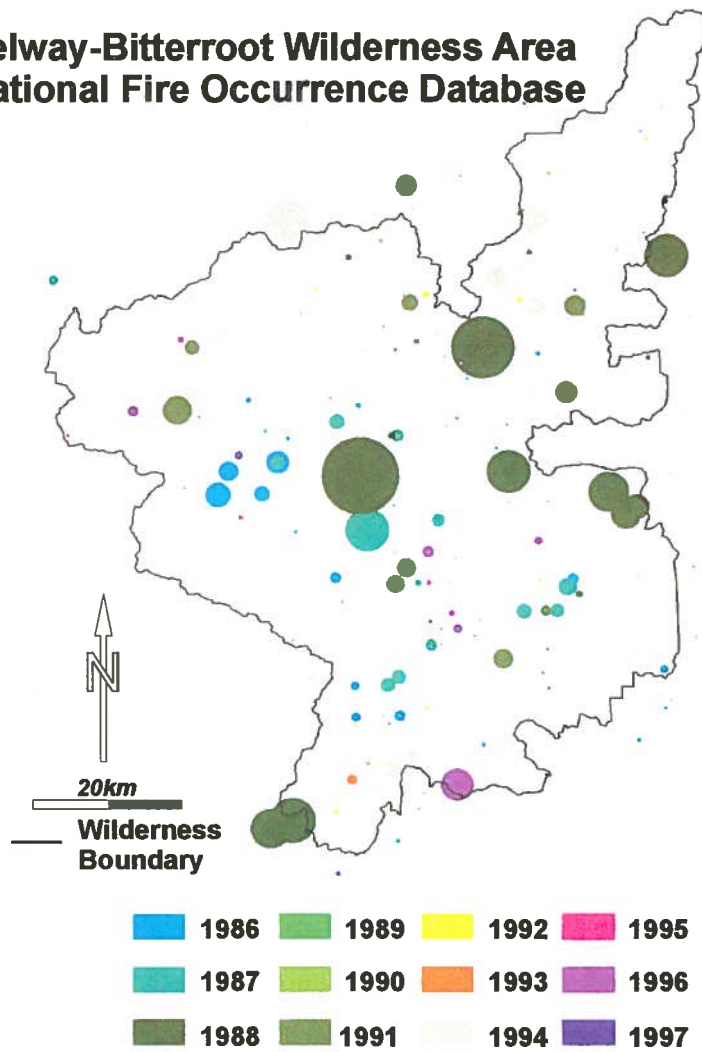 elway-Bitterroot Wilderness Area
ational Fire Occurrence Database
N
20km
Wilderness
Boundary
1986 1989 1992 1995
1987 1990 1993 1996
1988 1991 1994 1997